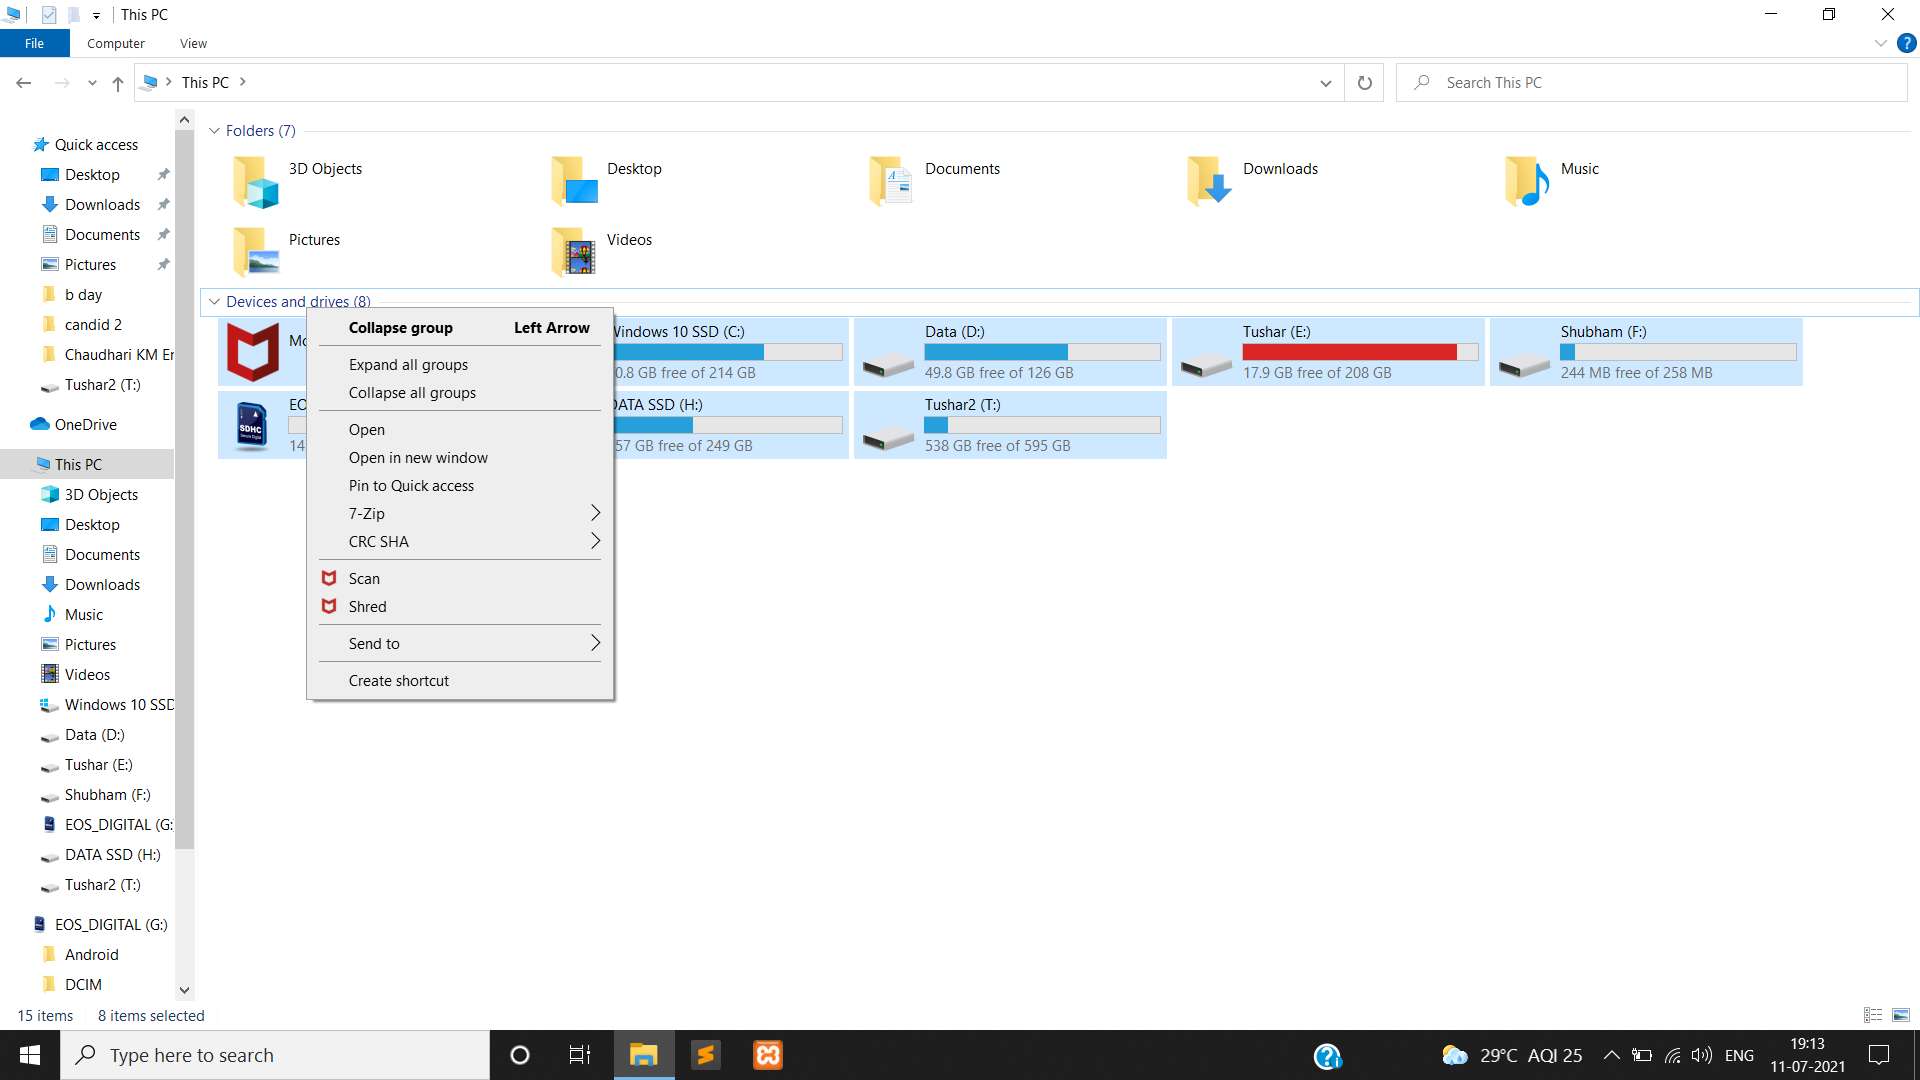 This PC
File Computer View
This PC
Search This PC
Quick access
Desktop
Downloads
Documents
Pictures
b day
candid 2
Chaudhari KM Er
Tushar2 (T:)
OneDrive
This PC
3D Objects
Desktop
Documents
Downloads
Music
Pictures
Videos
Windows 10 SSD
Data (D:)
Tushar (E:)
Shubham (F:)
EOS_DIGITAL (G:
DATA SSD (H:)
Tushar2 (T:)
EOS_DIGITAL (G:)
Android
DCIM
Folders (7)
3D Objects
Desktop
Documents
Downloads
Music
Pictures
Videos
Devices and drives (8)
Windows 10 SSD (C:)
0.8 GB free of 214 GB
Data (D:)
49.8 GB free of 126 GB
Tushar (E:)
17.9 GB free of 208 GB
Shubham (F:)
244 MB free of 258 MB
SDHC
EO
14
DATA SSD (H:)
57 GB free of 249 GB
Tushar2 (T:)
538 GB free of 595 GB
Collapse group Left Arrow
Expand all groups
Collapse all groups
Open
Open in new window
Pin to Quick access
7-Zip
CRC SHA
Scan
Shred
Send to
Create shortcut
15 items 8 items selected
Type here to search
29°C AQI 25
ENG
19:13
11-07-2021